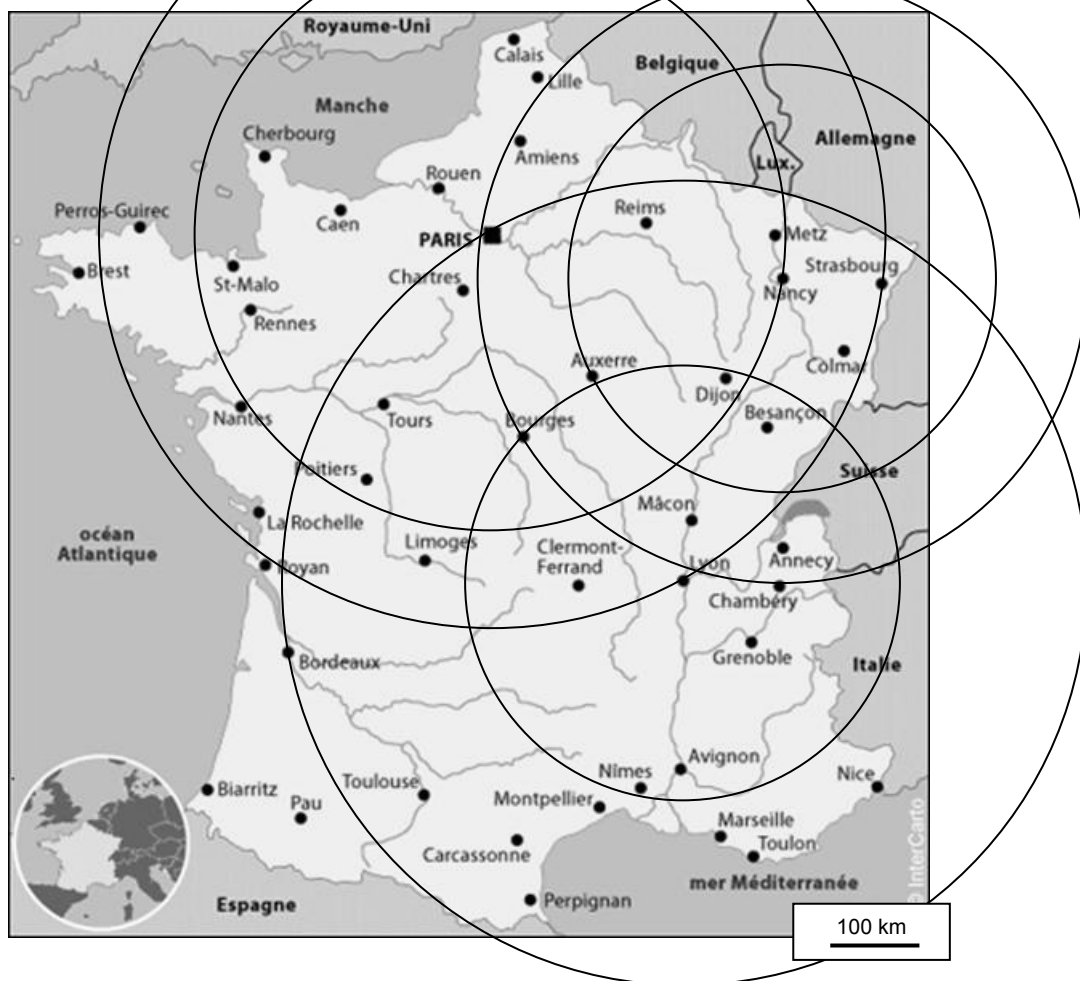 Royaume-Uni
Calais
Lille
Belgique
Manche
Cherbourg
Amiens
Allemagne
Lux.
Rouen
Perros-Guirec
Caen
PARIS
Reims
Metz
Brest
St-Malo
Chartres
Strasbourg
Nancy
Rennes
Auxerre
Colmar
Dijon
Nantes
Tours
Bourges
Besançon
Poitiers
Suisse
Mâcon
La Rochelle
océan
Atlantique
Limoges
Clermont-
Ferrand
Royan
Lyon
Annecy
Chambéry
Grenoble
Bordeaux
Italie
Avignon
Nîmes
Nice
Biarritz
Toulouse
Pau
Montpellier
Marseille
Toulon
Carcassonne
mer Méditerranée
Espagne
Perpignan
© InterCarto
100 km